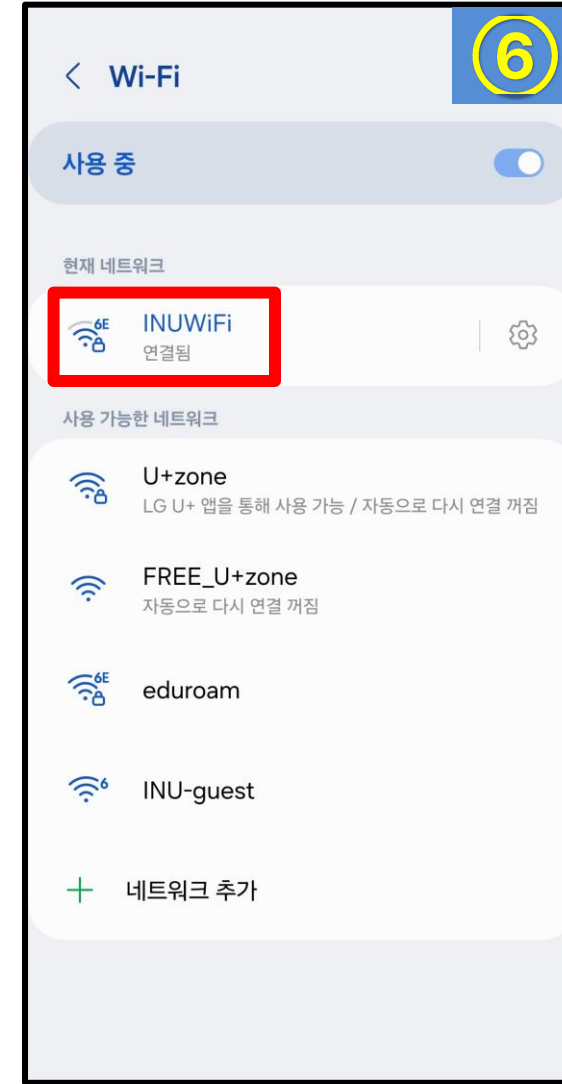 ⑥
< Wi-Fi
사용 중
현재 네트워크
6E INUWiFi
연결됨
사용 가능한 네트워크
U+zone
LG U+ 앱을 통해 사용 가능 / 자동으로 다시 연결 꺼짐
FREE_U+zone
자동으로 다시 연결 꺼짐
6E eduroam
6 INU-guest
+ 네트워크 추가